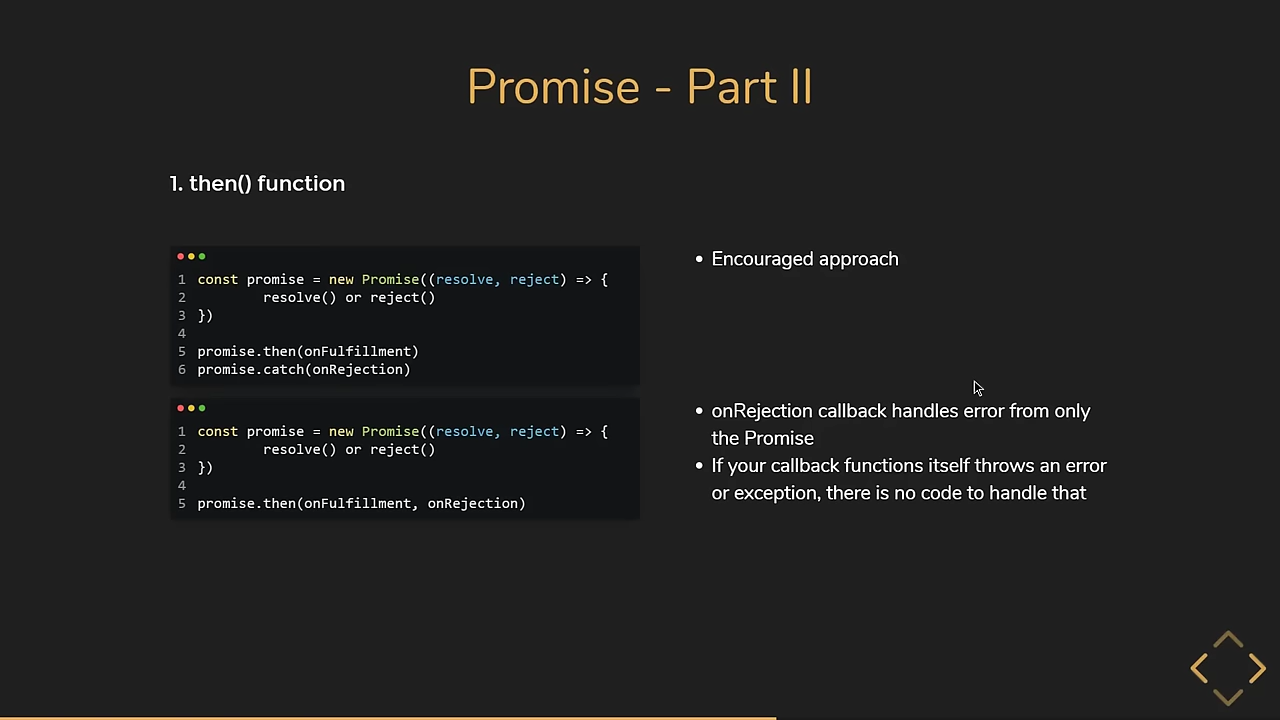 Promise - Part II
1. then() function
1 const promise = new Promise((resolve, reject) => {
2         resolve() or reject()
3 })
4
5 promise.then(onFulfillment)
6 promise.catch(onRejection)
• Encouraged approach
1 const promise = new Promise((resolve, reject) => {
2         resolve() or reject()
3 })
4
5 promise.then(onFulfillment, onRejection)
• onRejection callback handles error from only
the Promise
• If your callback functions itself throws an error
or exception, there is no code to handle that